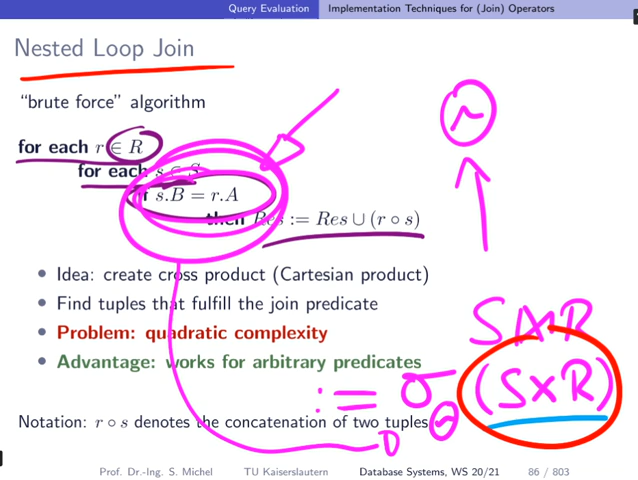 Query Evaluation Implementation Techniques for (Join) Operators
Nested Loop Join
“brute force” algorithm
for each r ∈ R
for each s ∈ S
if s.B = r.A
then Res := Res ∪ (r ∘ s)
• Idea: create cross product (Cartesian product)
• Find tuples that fulfill the join predicate
• Problem: quadratic complexity
• Advantage: works for arbitrary predicates
S⋈R
:= σ (S×R)
Θ
Notation: r ∘ s denotes the concatenation of two tuples
Prof. Dr.-Ing. S. Michel TU Kaiserslautern Database Systems, WS 20/21 86 / 803